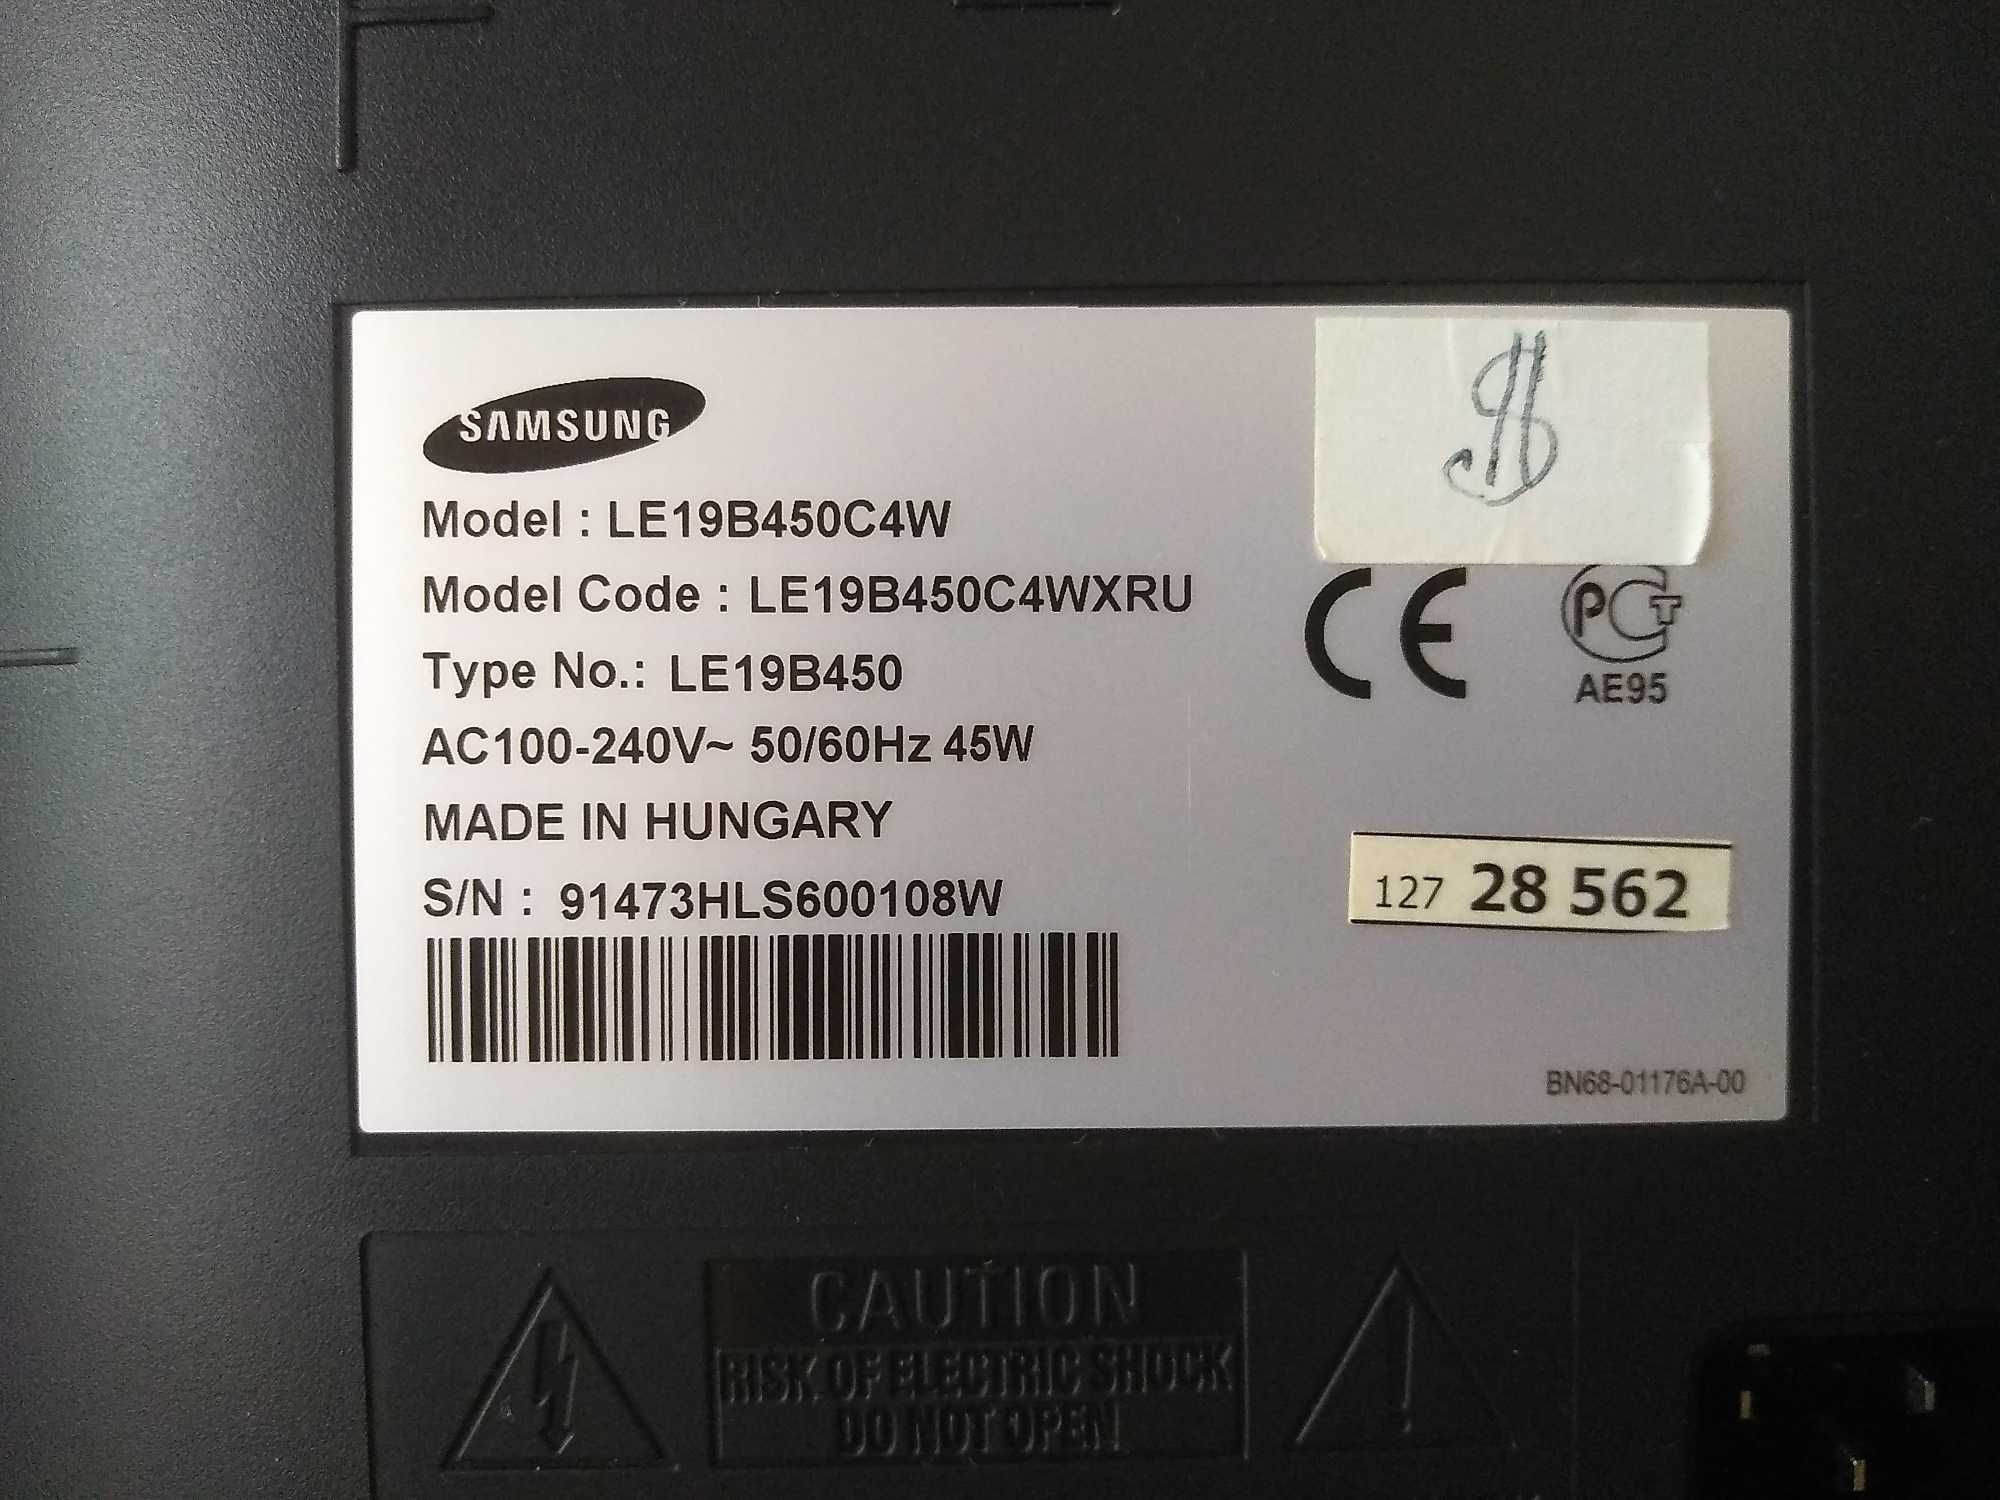 SAMSUNG
Model : LE19B450C4W
Model Code : LE19B450C4WXRU
Type No.: LE19B450
AC100-240V~ 50/60Hz 45W
MADE IN HUNGARY
S/N : 91473HLS600108W
CE
PCT
AE95
127 28 562
BN68-01176A-00
CAUTION
RISK OF ELECTRIC SHOCK
DO NOT OPEN